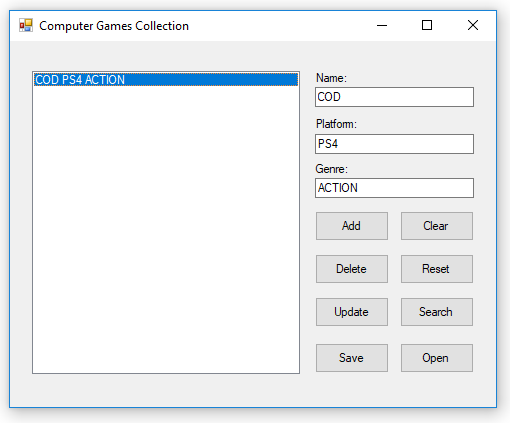 Computer Games Collection
COD PS4 ACTION
Name:
COD
Platform:
PS4
Genre:
ACTION
Add Clear
Delete Reset
Update Search
Save Open